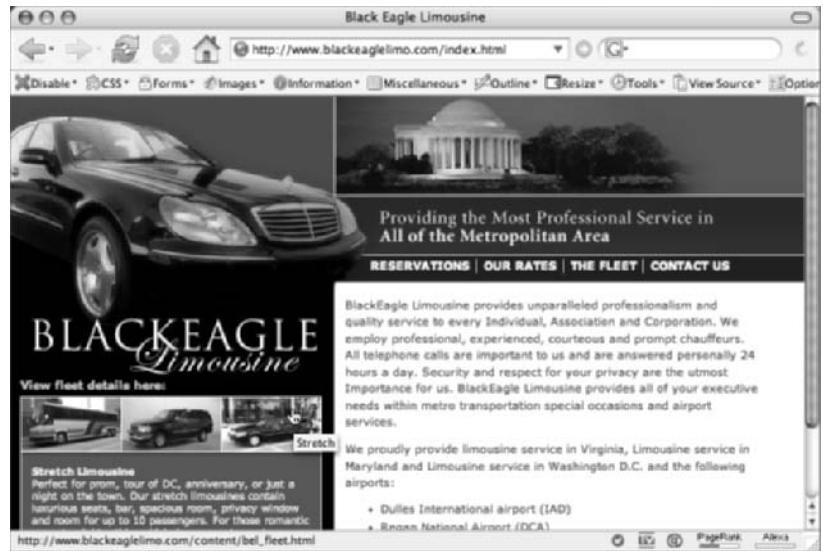 Black Eagle Limousine
http://www.blackeaglelimo.com/index.html
G
Disable CSS Forms Images Information Miscellaneous Outline Resize Tools View Source Option
Providing the Most Professional Service in
All of the Metropolitan Area
RESERVATIONS | OUR RATES | THE FLEET | CONTACT US
BLACKEAGLE
Limousine
View fleet details here:
Stretch
Stretch Limousine
Perfect for prom, tour of DC, anniversary, or just a
night on the town. Our stretch limousines contain
luxurious seats, bar, spacious room, privacy window
and room for up to 10 passengers. For those romantic
BlackEagle Limousine provides unparalleled professionalism and
quality service to every Individual, Association and Corporation. We
employ professional, experienced, courteous and prompt chauffeurs.
All telephone calls are important to us and are answered personally 24
hours a day. Security and respect for your privacy are the utmost
Importance for us. BlackEagle Limousine provides all of your executive
needs within metro transportation special occasions and airport
services.
We proudly provide limousine service in Virginia, Limousine service in
Maryland and Limousine service in Washington D.C. and the following
airports:
• Dulles International airport (IAD)
• Regan National Airport (DCA)
http://www.blackeaglelimo.com/content/bel_fleet.html
PageRank Alexa